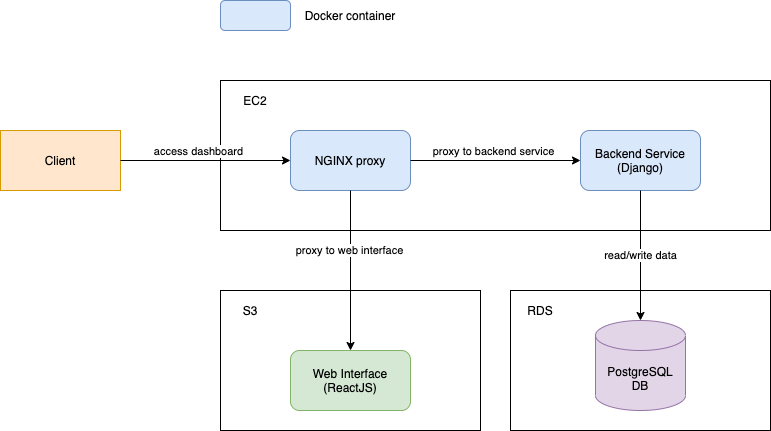 Docker container
EC2
Client
access dashboard
NGINX proxy
proxy to backend service
Backend Service
(Django)
proxy to web interface
read/write data
S3
RDS
Web Interface
(ReactJS)
PostgreSQL
DB